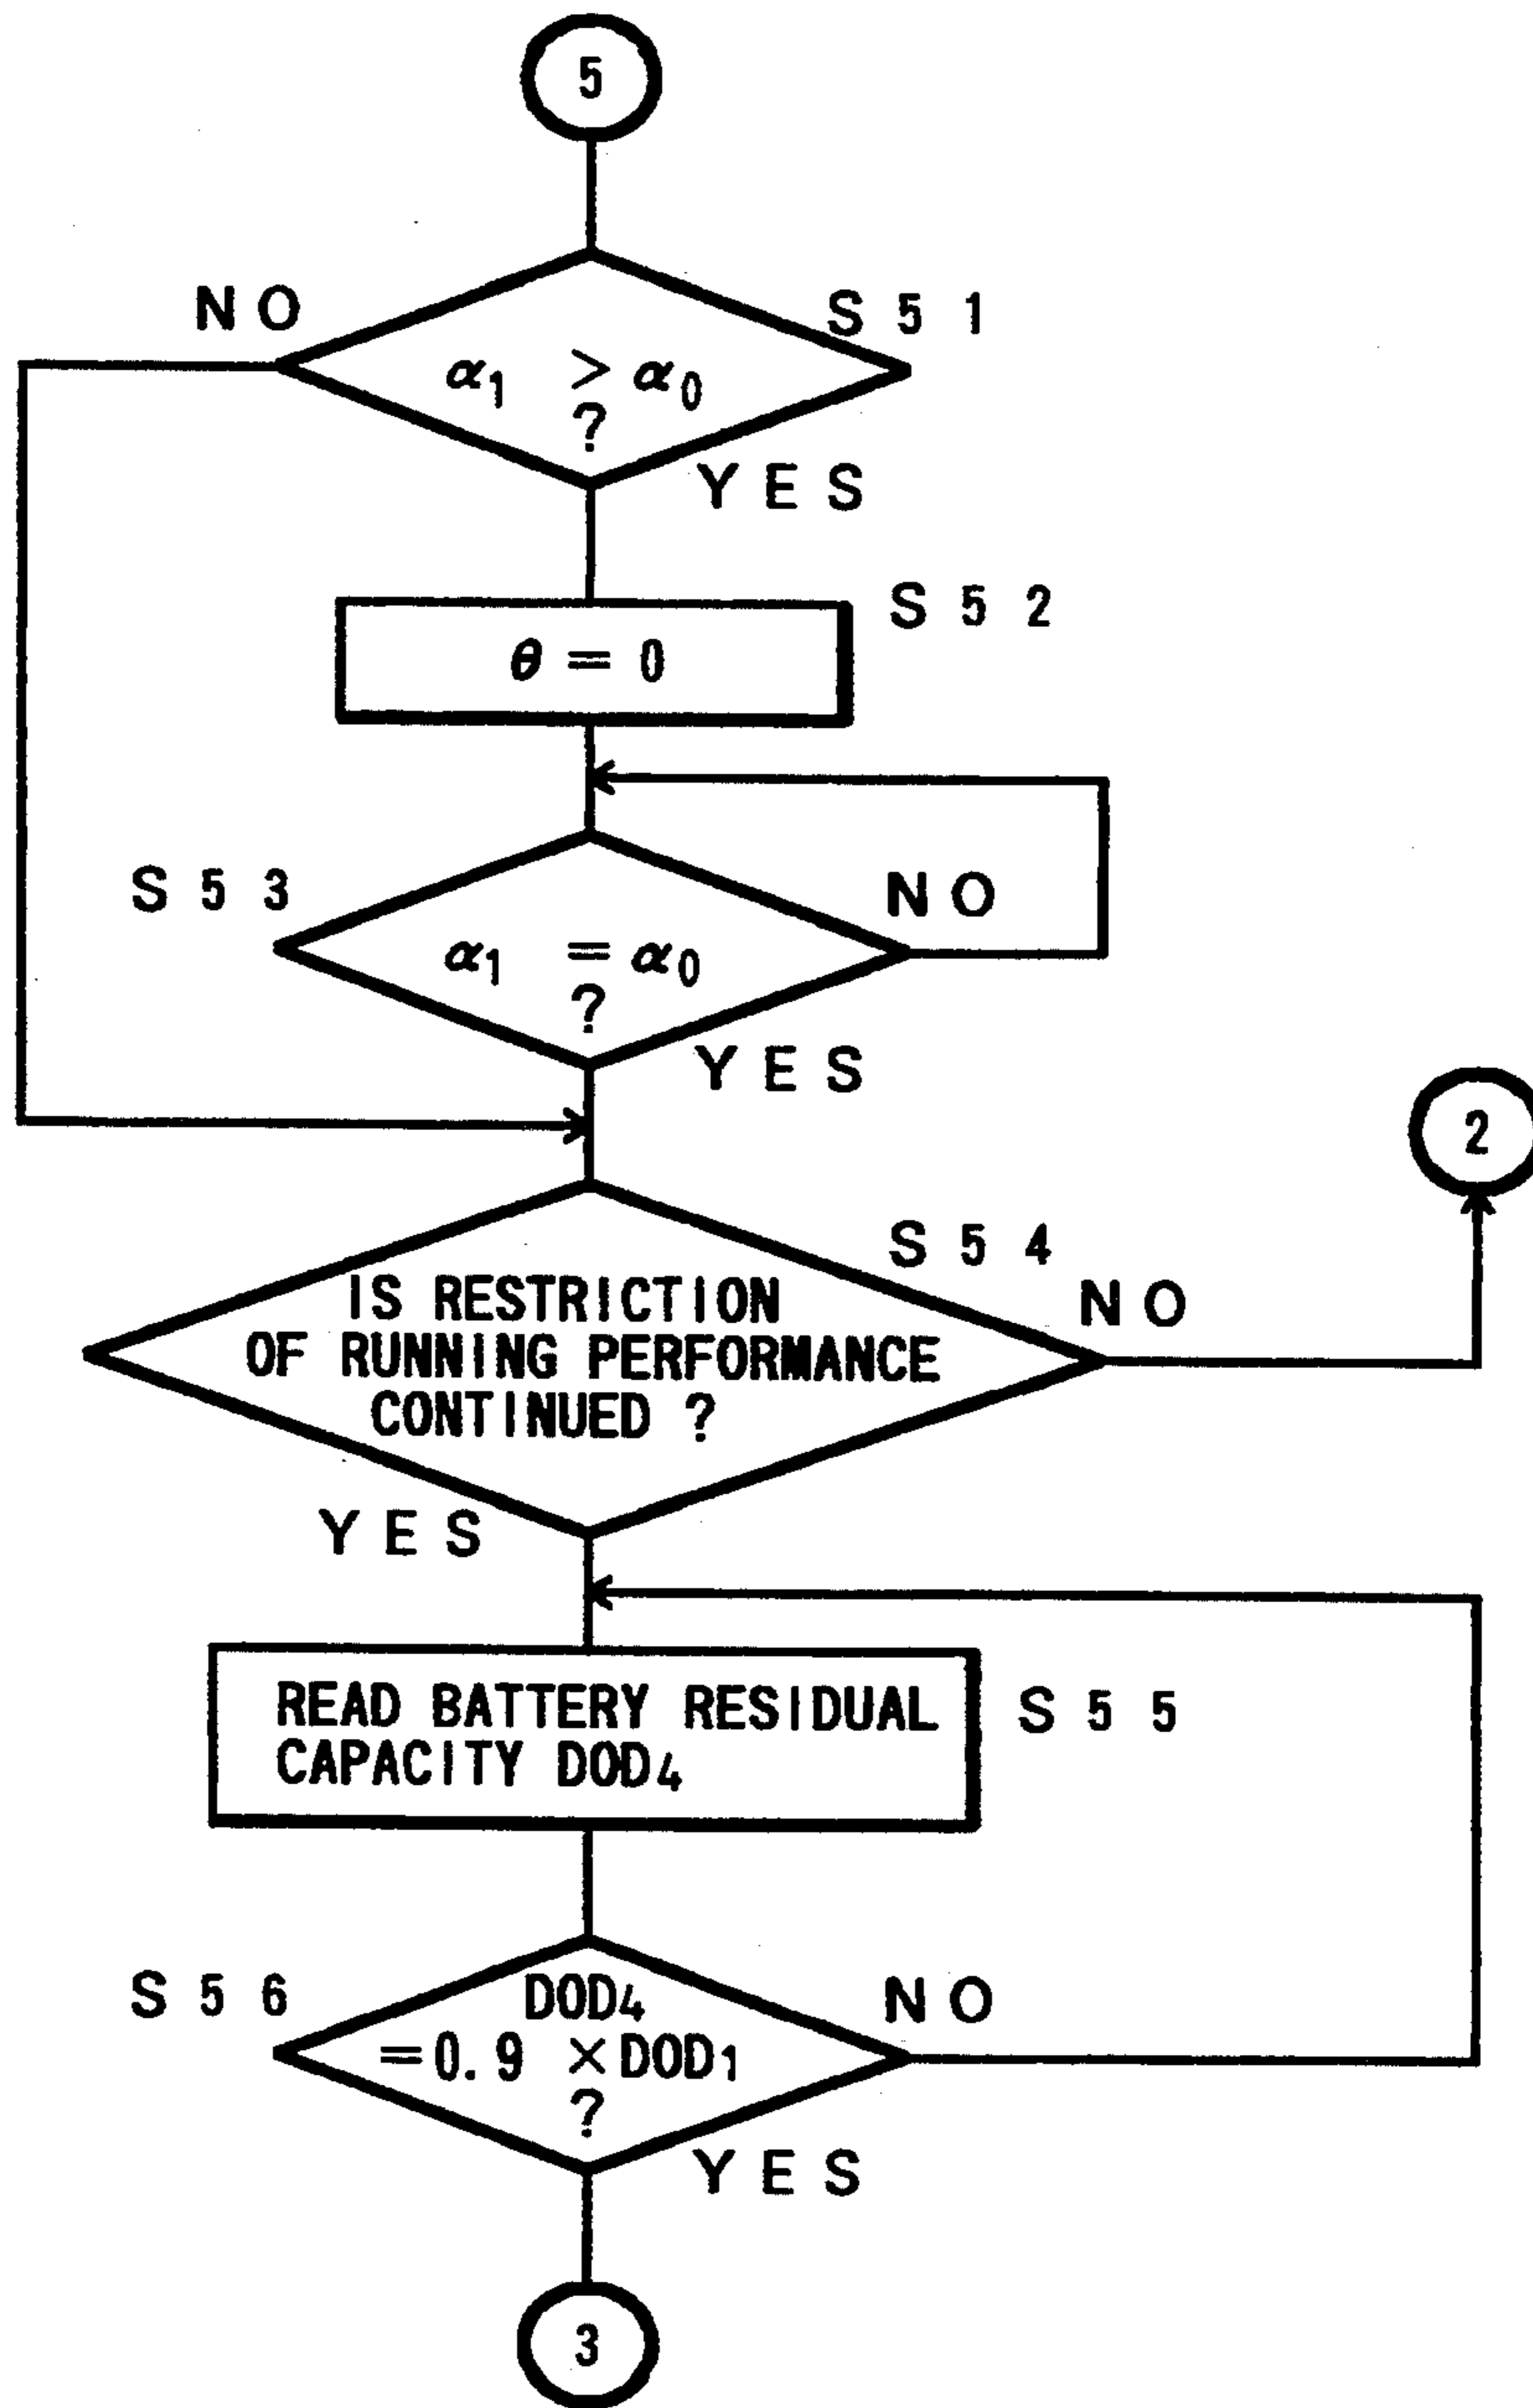 5
NO
S51
α₁ > α₀
?
YES
S52
θ = 0
S53
NO
α₁ = α₀
?
YES
2
S54
NO
IS RESTRICTION
OF RUNNING PERFORMANCE
CONTINUED ?
YES
READ BATTERY RESIDUAL
CAPACITY DOD₄
S55
S56
DOD₄
NO
=0.9 ×DOD₁
?
YES
3